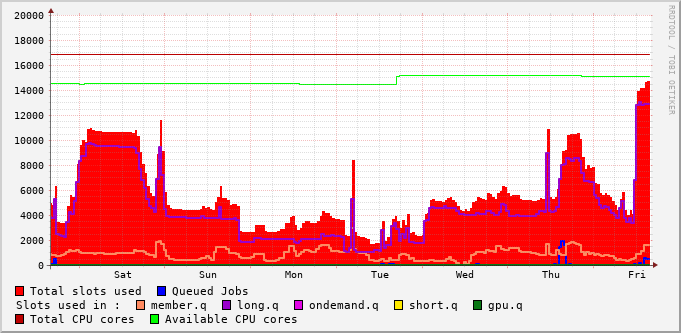 20000
18000
16000
14000
12000
10000
8000
6000
4000
2000
0
Sat Sun Mon Tue Wed Thu Fri
RRDTOOL / TOBI OETIKER
Total slots used Queued Jobs
Slots used in : member.q long.q ondemand.q short.q gpu.q
Total CPU cores Available CPU cores